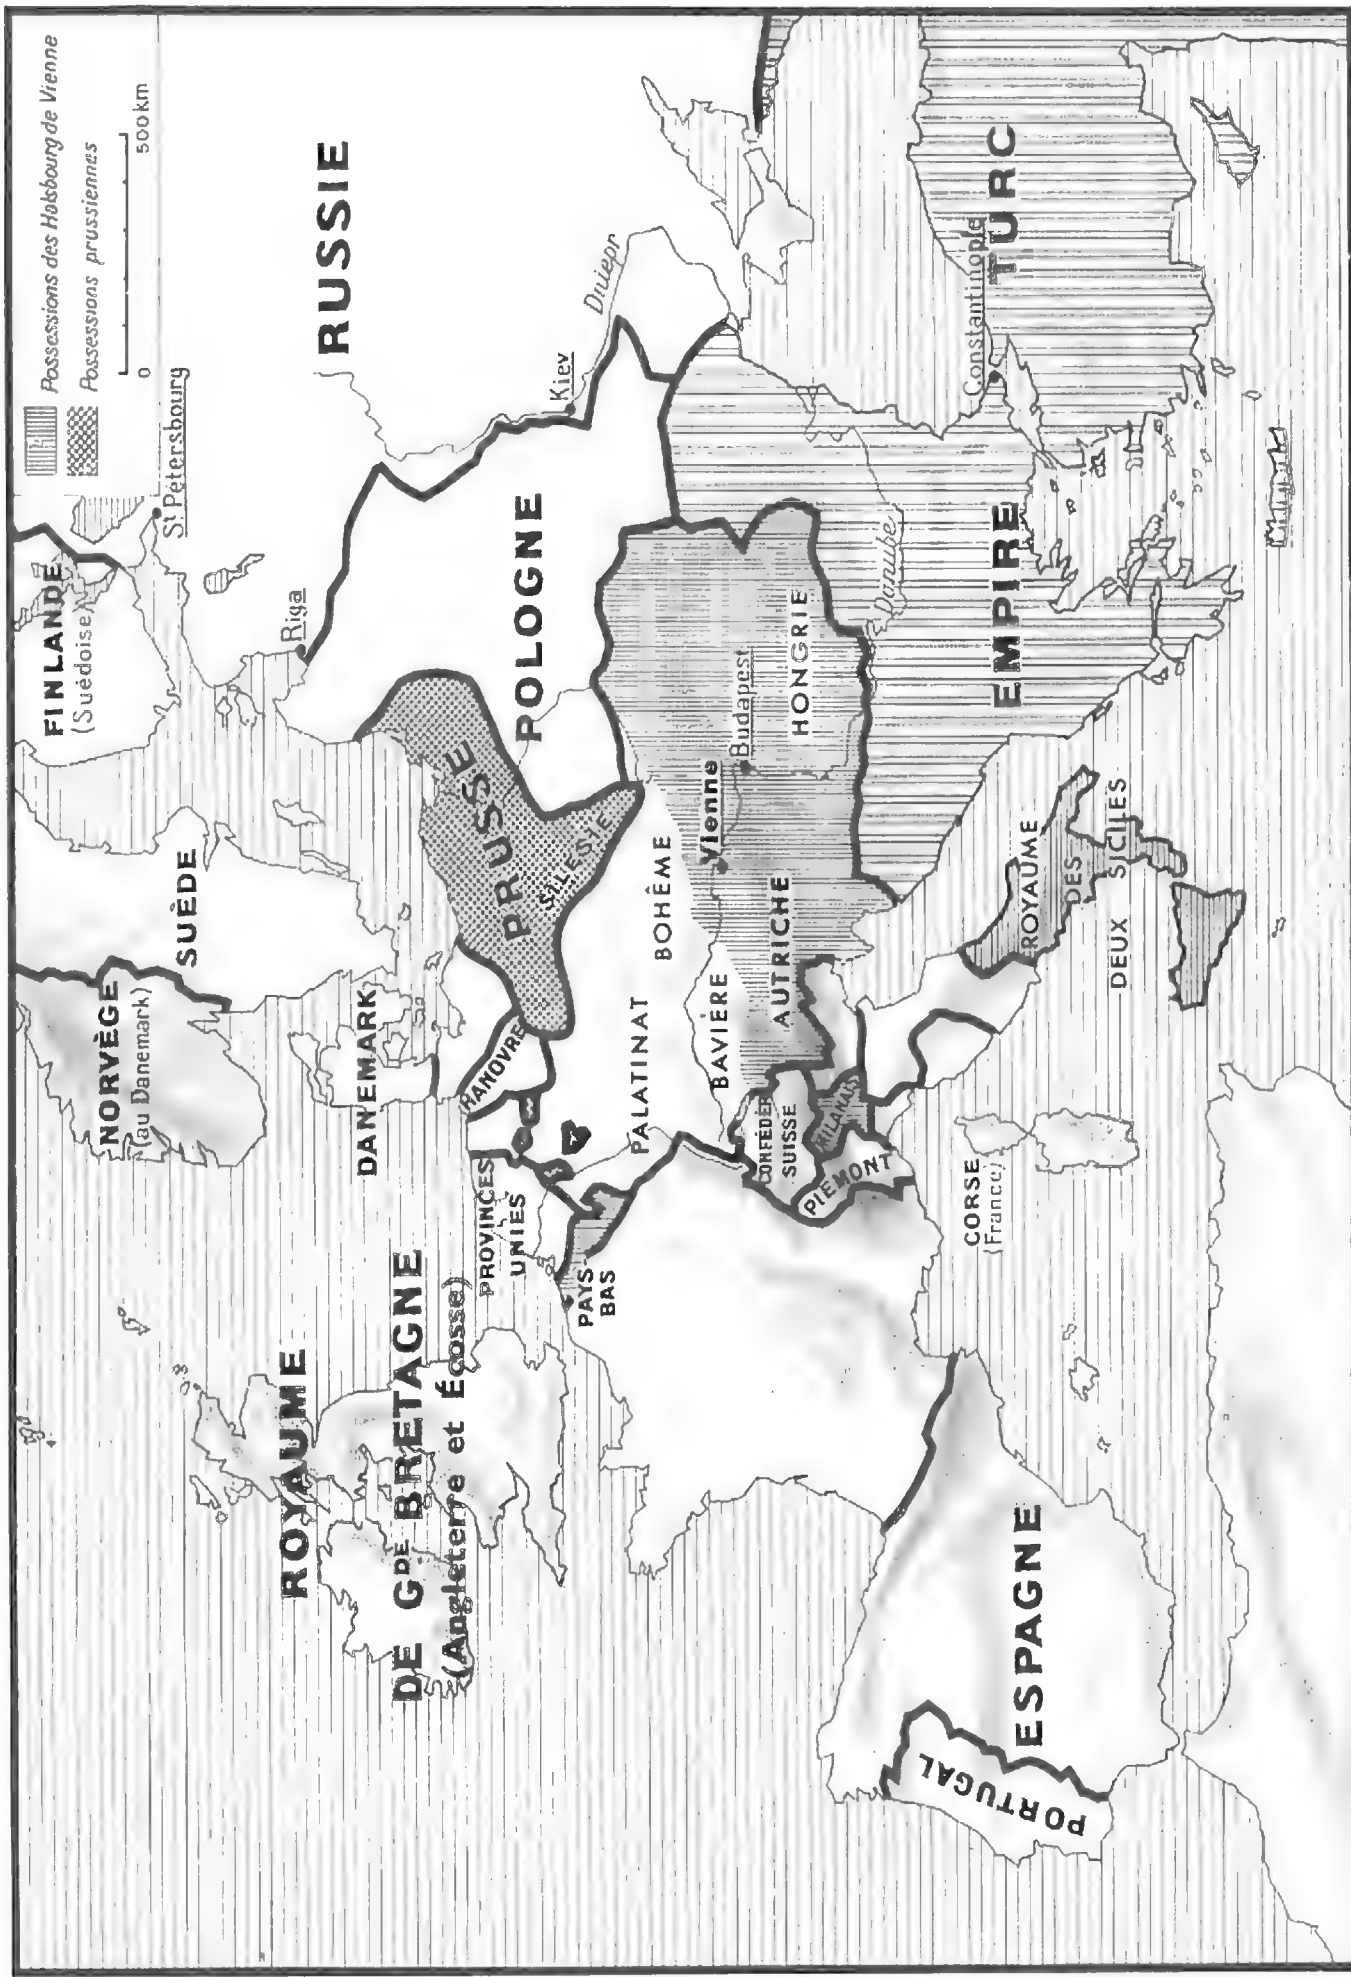 Possessions des Habsbourg de Vienne
Possessions prussiennes
0 500km
NORVÈGE
(au Danemark)
SUÈDE
FINLANDE
(Suédoise)
St Pétersbourg
Riga
RUSSIE
DANEMARK
ROYAUME
DE GDE BRETAGNE
(Angleterre et Écosse)
PROVINCES
UNIES
HANOVRE
PRUSSE
SILÉSIE
POLOGNE
Kiev
Dniepr
PAYS
BAS
PALATINAT
BOHÊME
BAVIÈRE
Vienne
Budapest
AUTRICHE
HONGRIE
CONFÉDÉR
SUISSE
MILANAIS
PIÉMONT
Danube
CORSE
(France)
ROYAUME
DES
DEUX SICILES
EMPIRE TURC
Constantinople
PORTUGAL
ESPAGNE